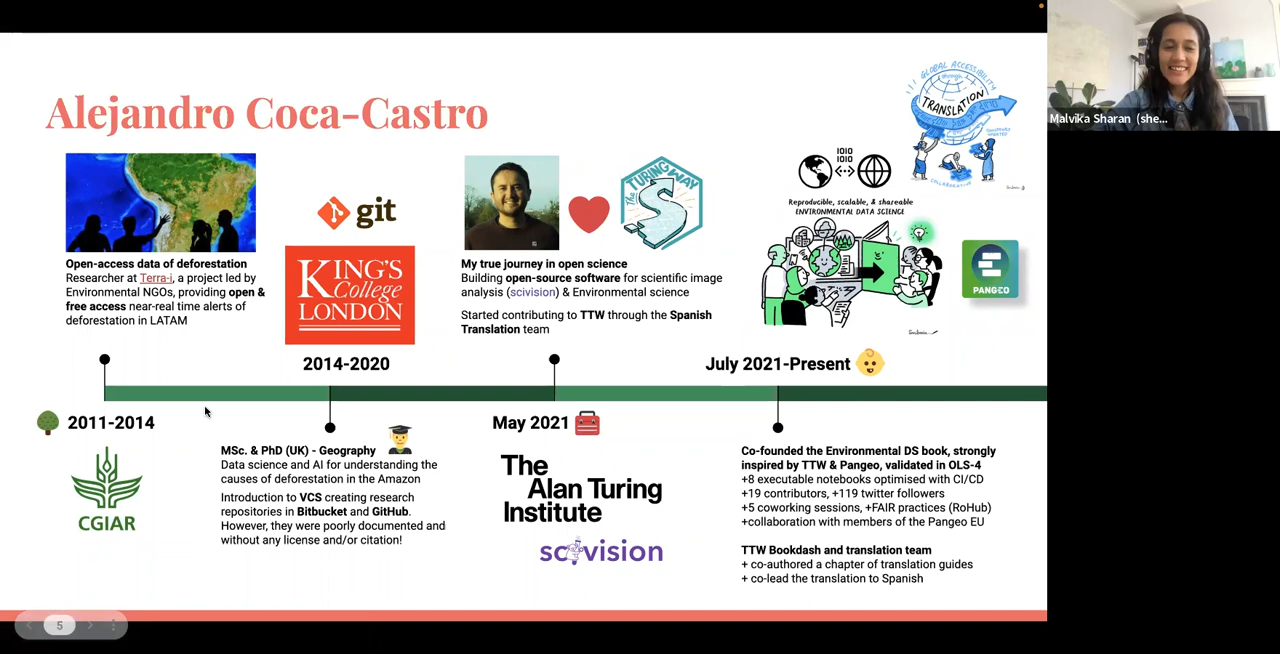 Alejandro Coca-Castro
Malvika Sharan (she...
GLOBAL ACCESSIBILITY
through
TRANSLATION
COLLABORATIVE
1010
1010
Reproducible, scalable, & shareable
ENVIRONMENTAL DATA SCIENCE
PANGEO
git
KING'S
College
LONDON
The TURING WAY
Open-access data of deforestation
Researcher at Terra-i, a project led by
Environmental NGOs, providing open &
free access near-real time alerts of
deforestation in LATAM
My true journey in open science
Building open-source software for scientific image
analysis (scivision) & Environmental science
Started contributing to TTW through the Spanish
Translation team
2014-2020
July 2021-Present
2011-2014
May 2021
CGIAR
MSc. & PhD (UK) - Geography
Data science and AI for understanding the
causes of deforestation in the Amazon
Introduction to VCS creating research
repositories in Bitbucket and GitHub.
However, they were poorly documented and
without any license and/or citation!
The
Alan Turing
Institute
scivision
Co-founded the Environmental DS book, strongly
inspired by TTW & Pangeo, validated in OLS-4
+8 executable notebooks optimised with CI/CD
+19 contributors, +119 twitter followers
+5 coworking sessions, +FAIR practices (RoHub)
+collaboration with members of the Pangeo EU
TTW Bookdash and translation team
+ co-authored a chapter of translation guides
+ co-lead the translation to Spanish
5